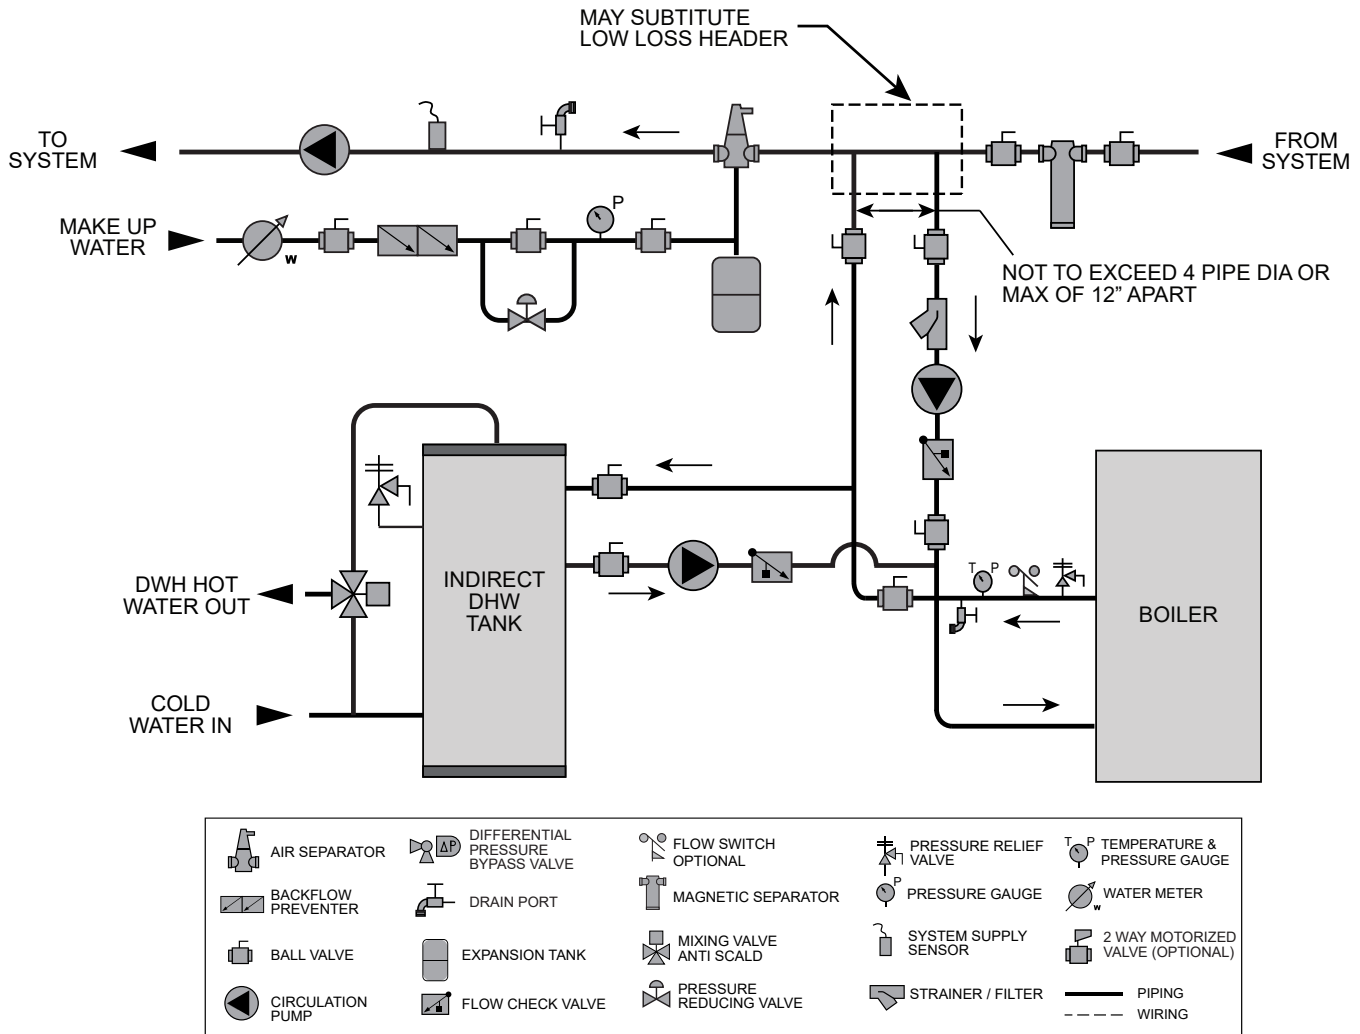 MAY SUBTITUTE
LOW LOSS HEADER
TO
SYSTEM
FROM
SYSTEM
MAKE UP
WATER
W
P
NOT TO EXCEED 4 PIPE DIA OR
MAX OF 12” APART
INDIRECT
DHW
TANK
DWH HOT
WATER OUT
COLD
WATER IN
T P
BOILER
AIR SEPARATOR
ΔP
DIFFERENTIAL
PRESSURE
BYPASS VALVE
FLOW SWITCH
OPTIONAL
PRESSURE RELIEF
VALVE
T P
TEMPERATURE &
PRESSURE GAUGE
BACKFLOW
PREVENTER
DRAIN PORT
MAGNETIC SEPARATOR
P
PRESSURE GAUGE
W
WATER METER
BALL VALVE
EXPANSION TANK
MIXING VALVE
ANTI SCALD
SYSTEM SUPPLY
SENSOR
2 WAY MOTORIZED
VALVE (OPTIONAL)
CIRCULATION
PUMP
FLOW CHECK VALVE
PRESSURE
REDUCING VALVE
STRAINER / FILTER
PIPING
WIRING